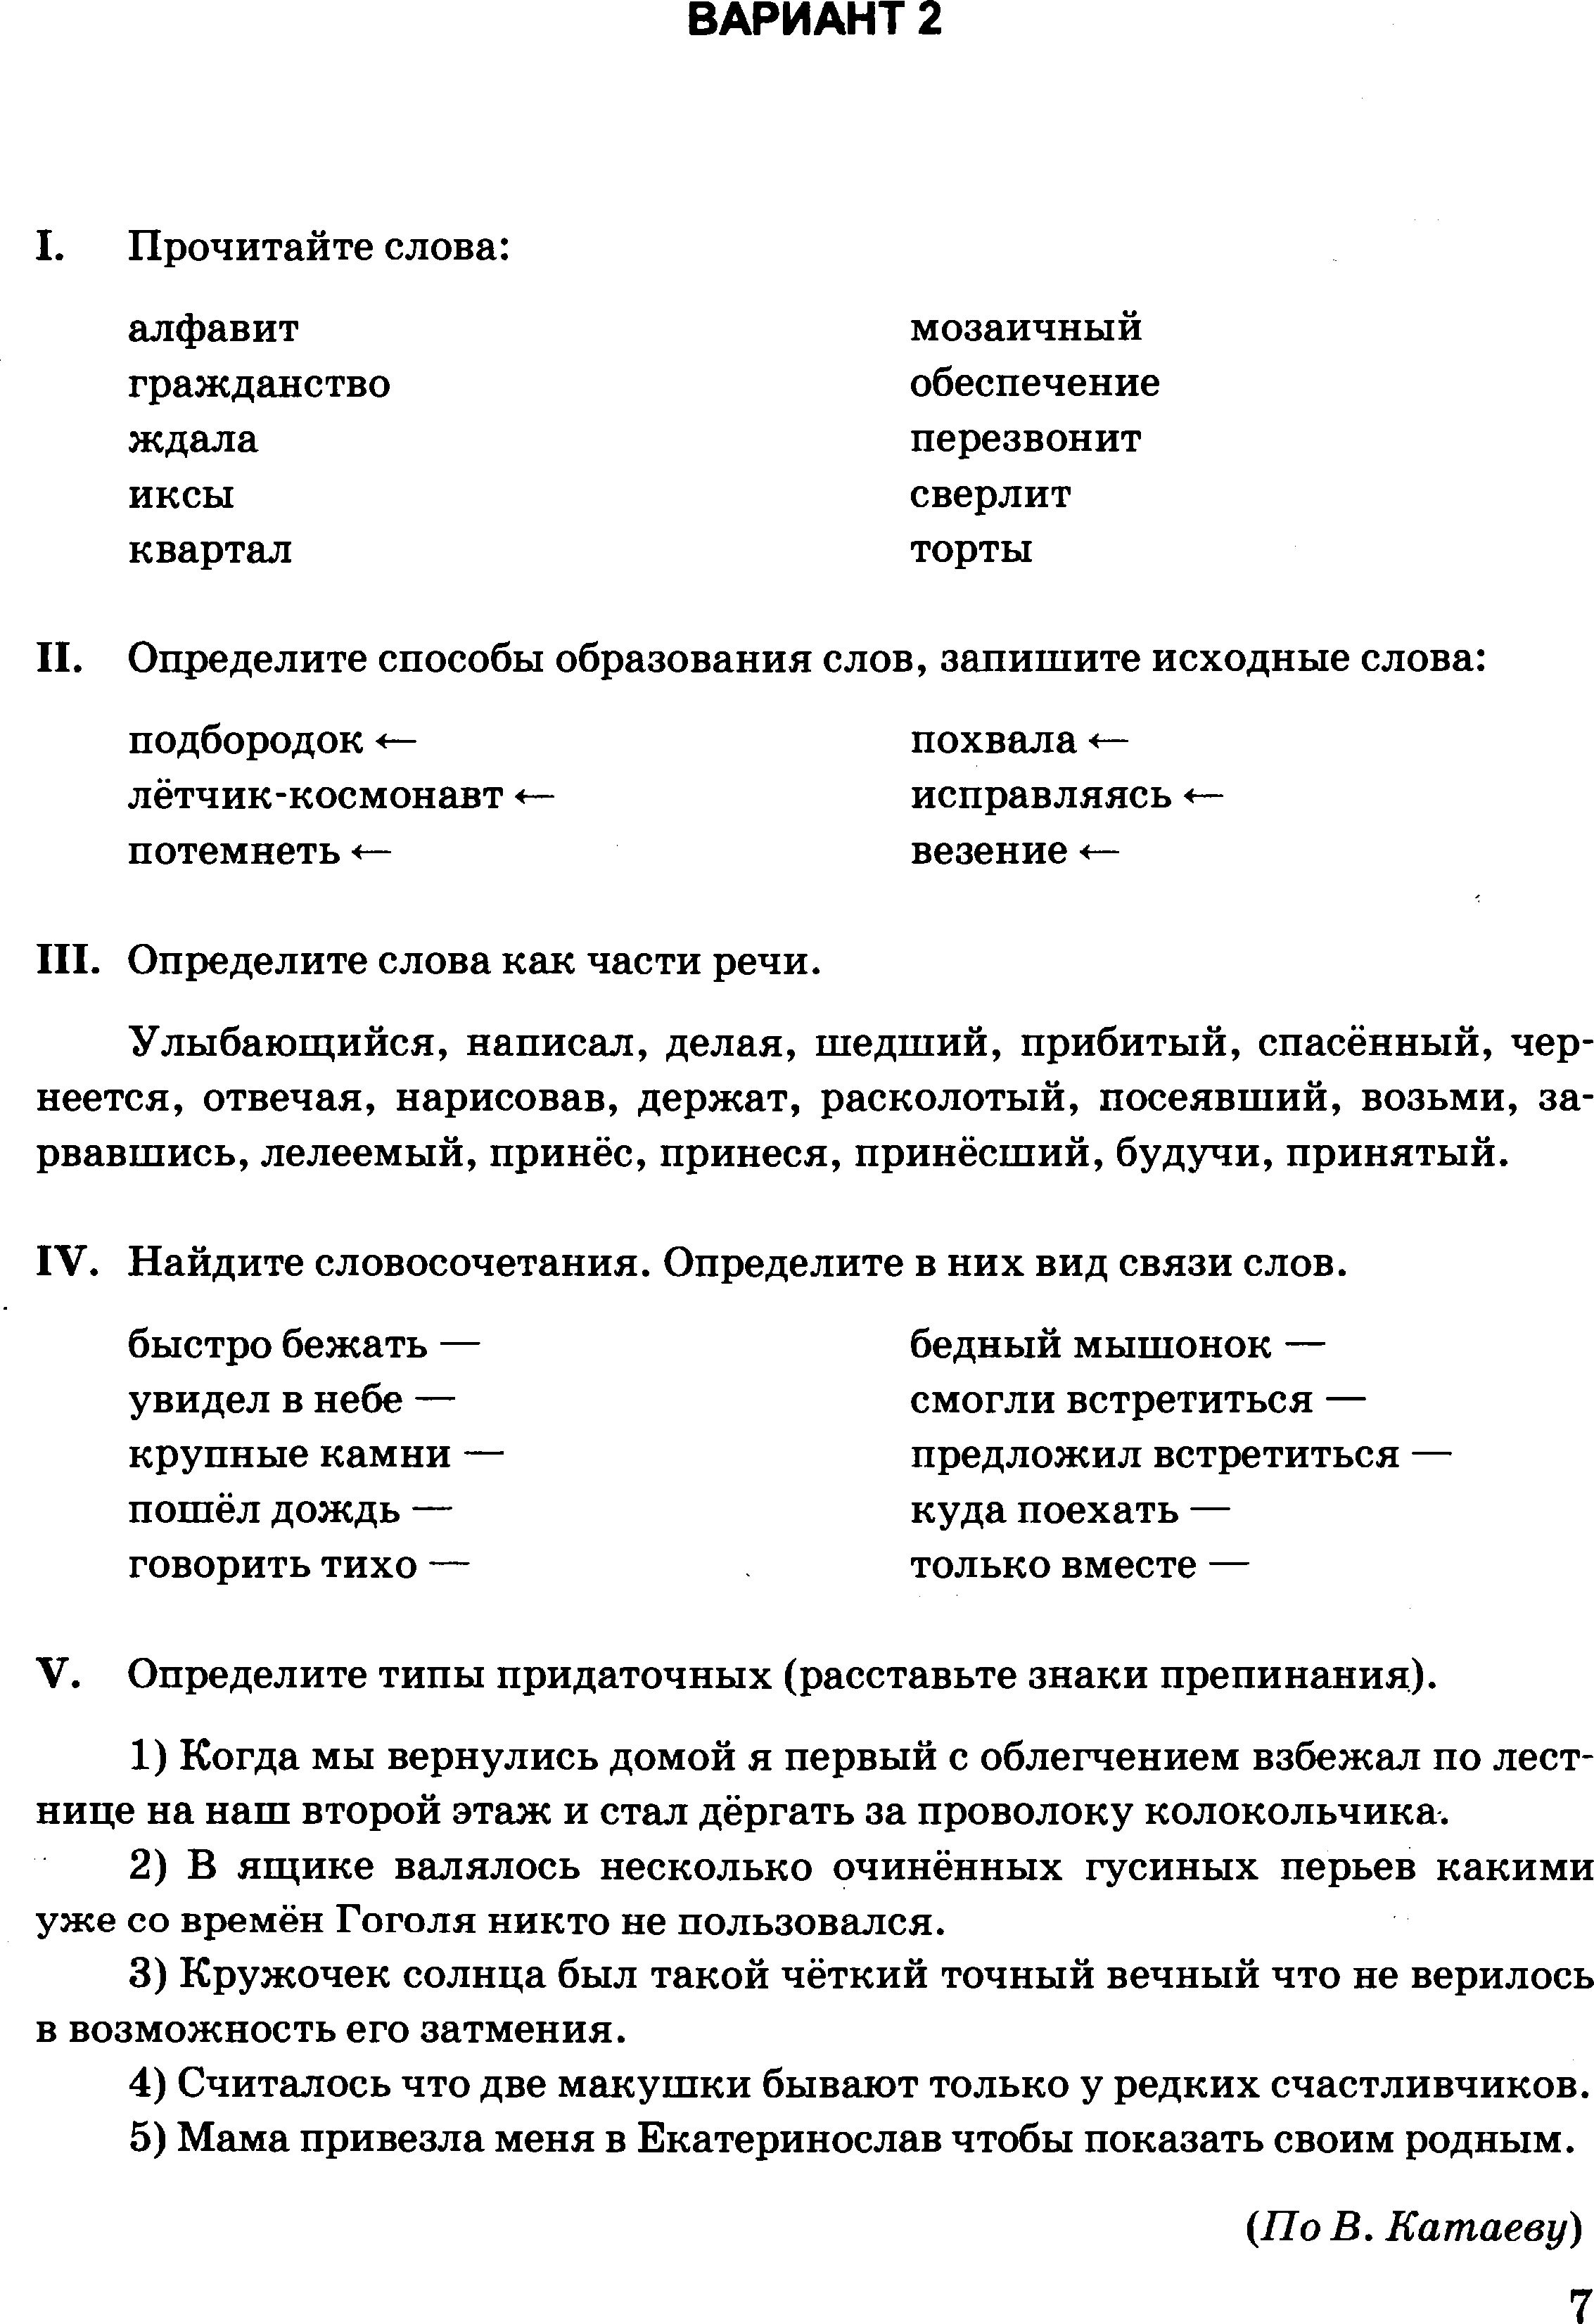 ВАРИАНТ 2
I. Прочитайте слова:
алфавит мозаичный
гражданство обеспечение
ждала перезвонит
иксы сверлит
квартал торты
II. Определите способы образования слов, запишите исходные слова:
подбородок ← похвала ←
лётчик-космонавт ← исправляясь ←
потемнеть ← везение ←
III. Определите слова как части речи.
Улыбающийся, написал, делая, шедший, прибитый, спасённый, чер-
неется, отвечая, нарисовав, держат, расколотый, посеявший, возьми, за-
рвавшись, лелеемый, принёс, принеся, принёсший, будучи, принятый.
IV. Найдите словосочетания. Определите в них вид связи слов.
быстро бежать — бедный мышонок —
увидел в небе — смогли встретиться —
крупные камни — предложил встретиться —
пошёл дождь — куда поехать —
говорить тихо — только вместе —
V. Определите типы придаточных (расставьте знаки препинания).
1) Когда мы вернулись домой я первый с облегчением взбежал по лест-
нице на наш второй этаж и стал дёргать за проволоку колокольчика.
2) В ящике валялось несколько очинённых гусиных перьев какими
уже со времён Гоголя никто не пользовался.
3) Кружочек солнца был такой чёткий точный вечный что не верилось
в возможность его затмения.
4) Считалось что две макушки бывают только у редких счастливчиков.
5) Мама привезла меня в Екатеринослав чтобы показать своим родным.
(По В. Катаеву)
7